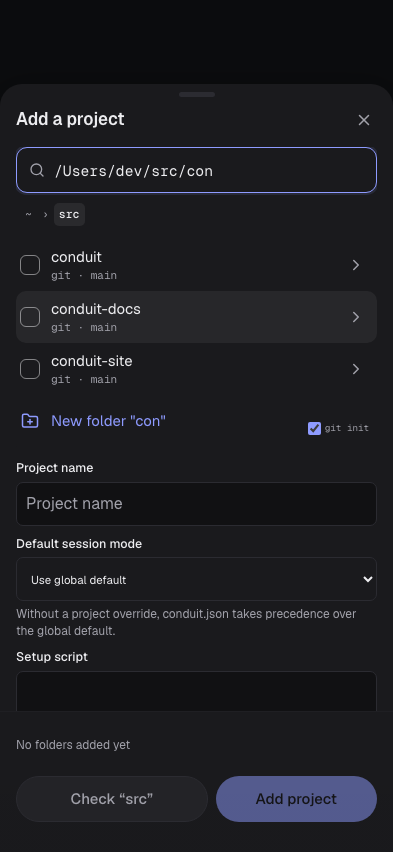 Add a project
/Users/dev/src/con
~ › src
conduit
git · main
conduit-docs
git · main
conduit-site
git · main
New folder "con"
git init
Project name
Project name
Default session mode
Use global default
Without a project override, conduit.json takes precedence over
the global default.
Setup script
No folders added yet
Check “src”
Add project